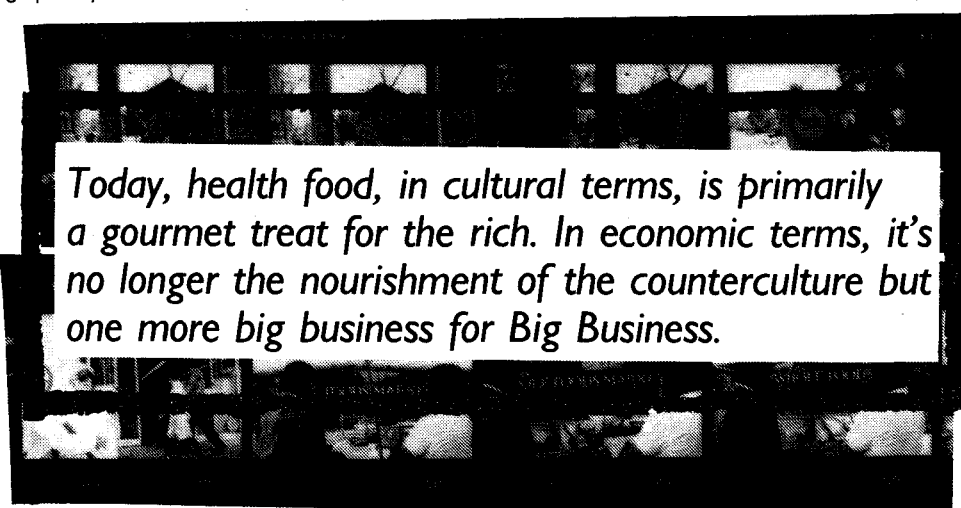 Today, health food, in cultural terms, is primarily
a gourmet treat for the rich. In economic terms, it's
no longer the nourishment of the counterculture but
one more big business for Big Business.